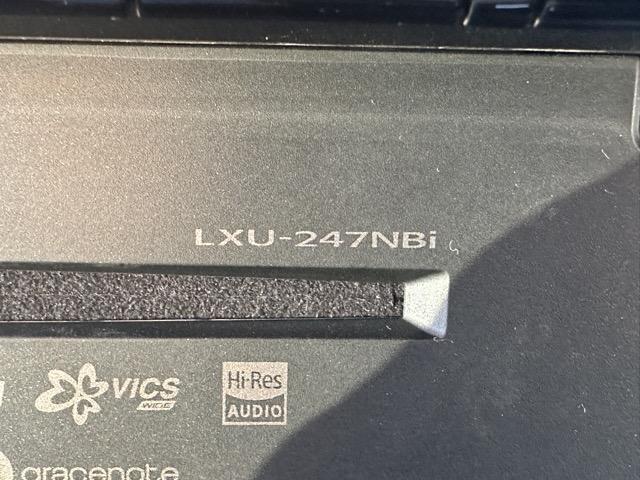 LXU-247NBi
VICS
WIDE
Hi-Res
AUDIO
gracenote